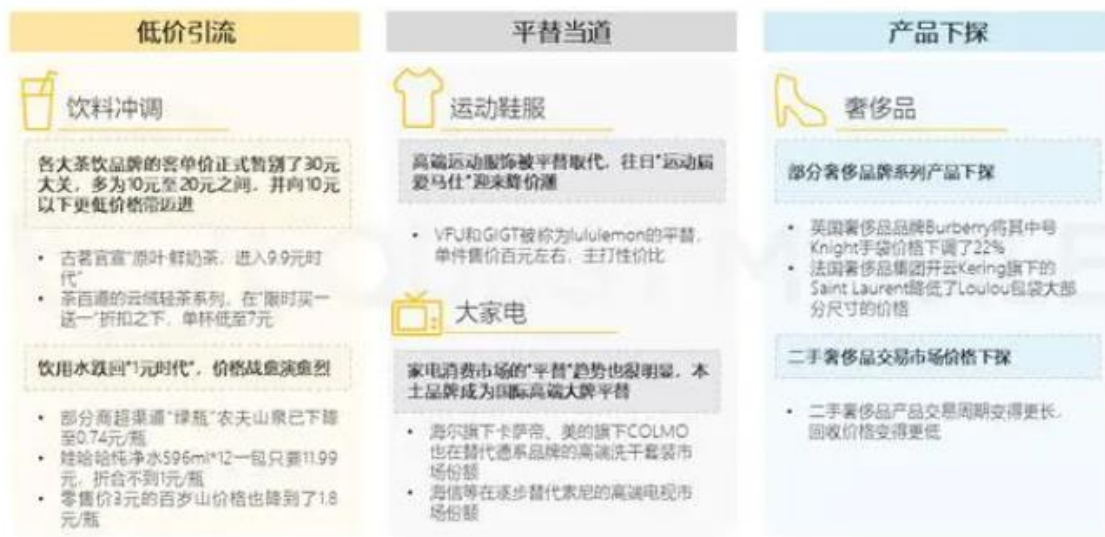 低价引流
饮料冲调
各大茶饮品牌的客单价正式暂别了30元
大关，多为10元至20元之间，并向10元
以下更低价格带迈进
• 古茗官宣“原叶鲜奶茶，进入9.9元时
代”
• 茶百道的云绒轻茶系列，在“限时买一
送一”折扣之下，单杯低至7元
饮用水跌回“1元时代”，价格战愈演愈烈
• 部分商超渠道“绿瓶”农夫山泉已下降
至0.74元/瓶
• 娃哈哈纯净水596ml*12一包只要11.99
元，折合不到1元/瓶
• 零售价3元的百岁山价格也降到了1.8
元/瓶
平替当道
运动鞋服
高端运动服饰被平替取代，往日“运动届
爱马仕”迎来降价潮
• VFU和GIGT被称为lululemon的平替，
单件售价百元左右，主打性价比
大家电
家电消费市场的“平替”趋势也很明显，本
土品牌成为国际高端大牌平替
• 海尔旗下卡萨帝、美的旗下COLMO
也在替代德系品牌的高端洗干套装市
场份额
• 海信等在逐步替代索尼的高端电视市
场份额
产品下探
奢侈品
部分奢侈品牌系列产品下探
• 英国奢侈品品牌Burberry将其中号
Knight手袋价格下调了22%
• 法国奢侈品集团开云Kering旗下的
Saint Laurent降低了Loulou包袋大部
分尺寸的价格
二手奢侈品交易市场价格下探
• 二手奢侈品产品交易周期变得更长，
回收价格变得更低